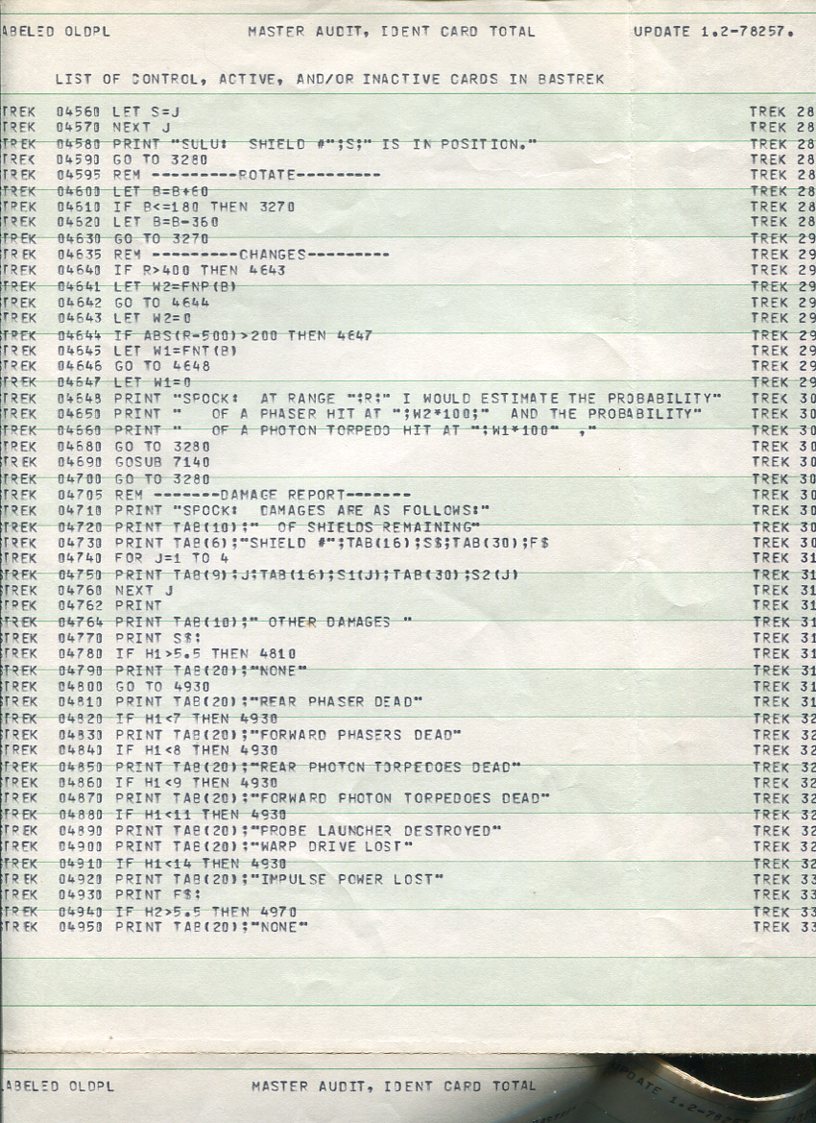 ABELED OLDPL MASTER AUDIT, IDENT CARD TOTAL UPDATE 1.2-78257.
LIST OF CONTROL, ACTIVE, AND/OR INACTIVE CARDS IN BASTREK
TREK 04560 LET S=J TREK 28
TREK 04570 NEXT J TREK 28
TREK 04580 PRINT "SULU: SHIELD #";S;" IS IN POSITION." TREK 28
TREK 04590 GO TO 3280 TREK 28
TREK 04595 REM ---------ROTATE--------- TREK 28
TREK 04600 LET B=B+60 TREK 28
TREK 04610 IF B<=180 THEN 3270 TREK 28
TREK 04620 LET B=B-360 TREK 28
TREK 04630 GO TO 3270 TREK 29
TREK 04635 REM ---------CHANGES--------- TREK 29
TREK 04640 IF R>400 THEN 4643 TREK 29
TREK 04641 LET W2=FNP(B) TREK 29
TREK 04642 GO TO 4644 TREK 29
TREK 04643 LET W2=0 TREK 29
TREK 04644 IF ABS(R-500)>200 THEN 4647 TREK 29
TREK 04645 LET W1=FNT(B) TREK 29
TREK 04646 GO TO 4648 TREK 29
TREK 04647 LET W1=0 TREK 29
TREK 04648 PRINT "SPOCK: AT RANGE ";R;" I WOULD ESTIMATE THE PROBABILITY" TREK 30
TREK 04650 PRINT " OF A PHASER HIT AT ";W2*100;" AND THE PROBABILITY" TREK 30
TREK 04660 PRINT " OF A PHOTON TORPEDO HIT AT ";W1*100" ," TREK 30
TREK 04680 GO TO 3280 TREK 30
TREK 04690 GOSUB 7140 TREK 30
TREK 04700 GO TO 3280 TREK 30
TREK 04705 REM -------DAMAGE REPORT------- TREK 30
TREK 04710 PRINT "SPOCK: DAMAGES ARE AS FOLLOWS:" TREK 30
TREK 04720 PRINT TAB(10);" OF SHIELDS REMAINING" TREK 30
TREK 04730 PRINT TAB(6);"SHIELD #";TAB(16);S$;TAB(30);F$ TREK 30
TREK 04740 FOR J=1 TO 4 TREK 31
TREK 04750 PRINT TAB(9);J;TAB(16);S1(J);TAB(30);S2(J) TREK 31
TREK 04760 NEXT J TREK 31
TREK 04762 PRINT TREK 31
TREK 04764 PRINT TAB(10);" OTHER DAMAGES " TREK 31
TREK 04770 PRINT S$; TREK 31
TREK 04780 IF H1>5.5 THEN 4810 TREK 31
TREK 04790 PRINT TAB(20);"NONE" TREK 31
TREK 04800 GO TO 4930 TREK 31
TREK 04810 PRINT TAB(20);"REAR PHASER DEAD" TREK 31
TREK 04820 IF H1<7 THEN 4930 TREK 32
TREK 04830 PRINT TAB(20);"FORWARD PHASERS DEAD" TREK 32
TREK 04840 IF H1<8 THEN 4930 TREK 32
TREK 04850 PRINT TAB(20);"REAR PHOTON TORPEDOES DEAD" TREK 32
TREK 04860 IF H1<9 THEN 4930 TREK 32
TREK 04870 PRINT TAB(20);"FORWARD PHOTON TORPEDOES DEAD" TREK 32
TREK 04880 IF H1<11 THEN 4930 TREK 32
TREK 04890 PRINT TAB(20);"PROBE LAUNCHER DESTROYED" TREK 32
TREK 04900 PRINT TAB(20);"WARP DRIVE LOST" TREK 32
TREK 04910 IF H1<14 THEN 4930 TREK 32
TREK 04920 PRINT TAB(20);"IMPULSE POWER LOST" TREK 33
TREK 04930 PRINT F$; TREK 33
TREK 04940 IF H2>5.5 THEN 4970 TREK 33
TREK 04950 PRINT TAB(20);"NONE" TREK 33
ABELED OLDPL MASTER AUDIT, IDENT CARD TOTAL UPDATE